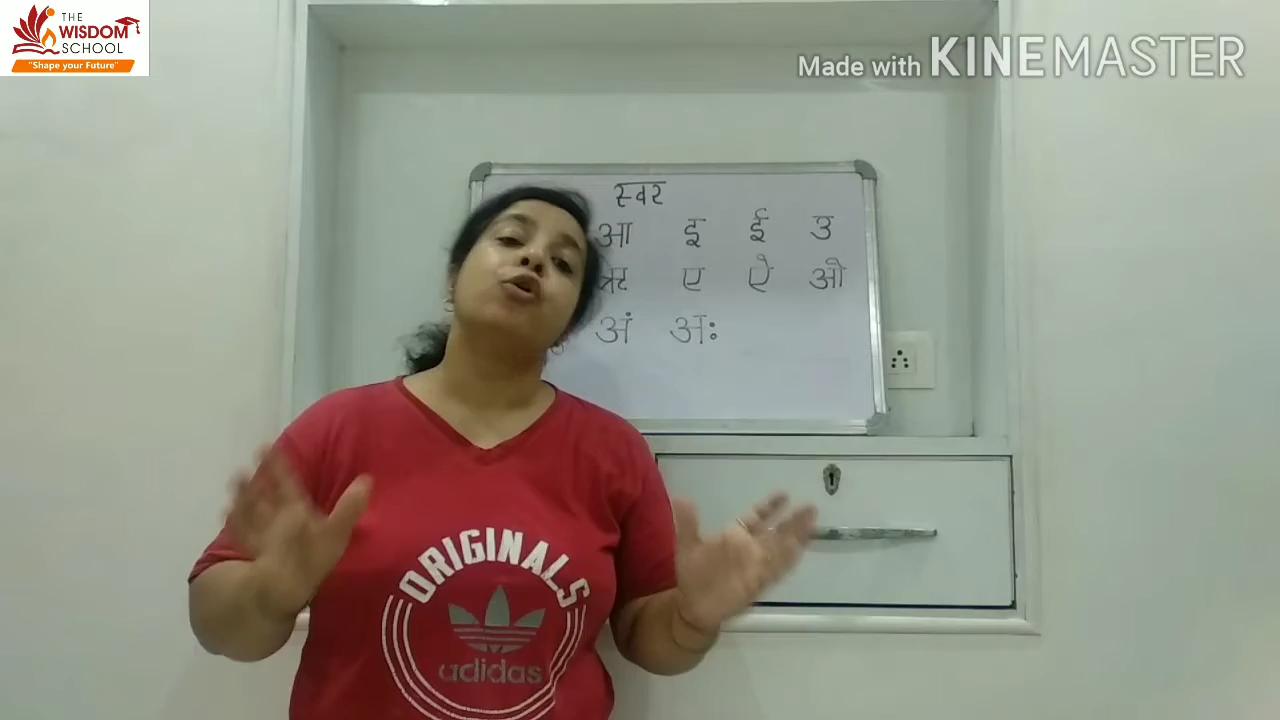 THE
WISDOM
SCHOOL
"Shape your Future"
Made with KINEMASTER
स्वर
आ इ ई उ
ए ऐ ओ
अं अः
ORIGINALS
adidas